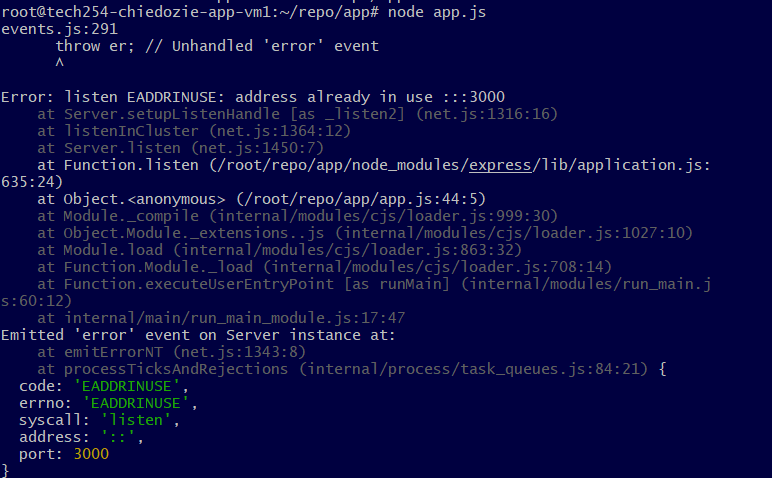 root@tech254-chiedozie-app-vm1:~/repo/app# node app.js
events.js:291
      throw er; // Unhandled 'error' event
      ^

Error: listen EADDRINUSE: address already in use :::3000
    at Server.setupListenHandle [as _listen2] (net.js:1316:16)
    at listenInCluster (net.js:1364:12)
    at Server.listen (net.js:1450:7)
    at Function.listen (/root/repo/app/node_modules/express/lib/application.js:
635:24)
    at Object.<anonymous> (/root/repo/app/app.js:44:5)
    at Module._compile (internal/modules/cjs/loader.js:999:30)
    at Object.Module._extensions..js (internal/modules/cjs/loader.js:1027:10)
    at Module.load (internal/modules/cjs/loader.js:863:32)
    at Function.Module._load (internal/modules/cjs/loader.js:708:14)
    at Function.executeUserEntryPoint [as runMain] (internal/modules/run_main.j
s:60:12)
    at internal/main/run_main_module.js:17:47
Emitted 'error' event on Server instance at:
    at emitErrorNT (net.js:1343:8)
    at processTicksAndRejections (internal/process/task_queues.js:84:21) {
  code: 'EADDRINUSE',
  errno: 'EADDRINUSE',
  syscall: 'listen',
  address: '::',
  port: 3000
}